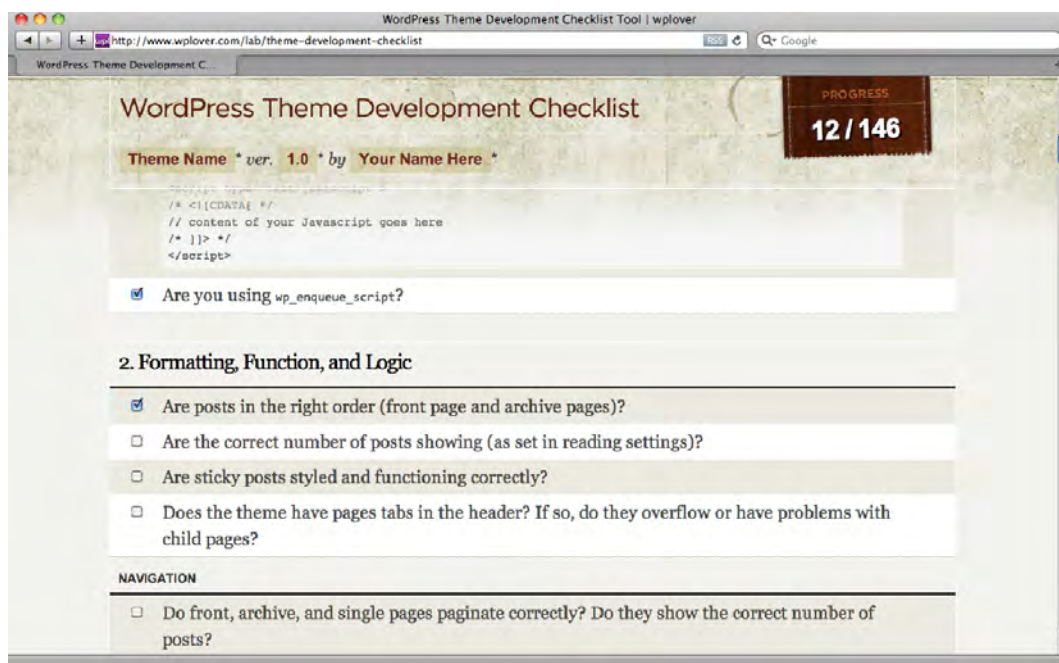 WordPress Theme Development Checklist Tool | wplover
http://www.wplover.com/lab/theme-development-checklist
RSS
Google
WordPress Theme Development C...
WordPress Theme Development Checklist
PROGRESS
12 / 146
Theme Name * ver. 1.0 * by Your Name Here *
/* <![CDATA[ */
// content of your Javascript goes here
/* ]]> */
</script>
Are you using wp_enqueue_script?
2. Formatting, Function, and Logic
Are posts in the right order (front page and archive pages)?
Are the correct number of posts showing (as set in reading settings)?
Are sticky posts styled and functioning correctly?
Does the theme have pages tabs in the header? If so, do they overflow or have problems with
child pages?
NAVIGATION
Do front, archive, and single pages paginate correctly? Do they show the correct number of
posts?